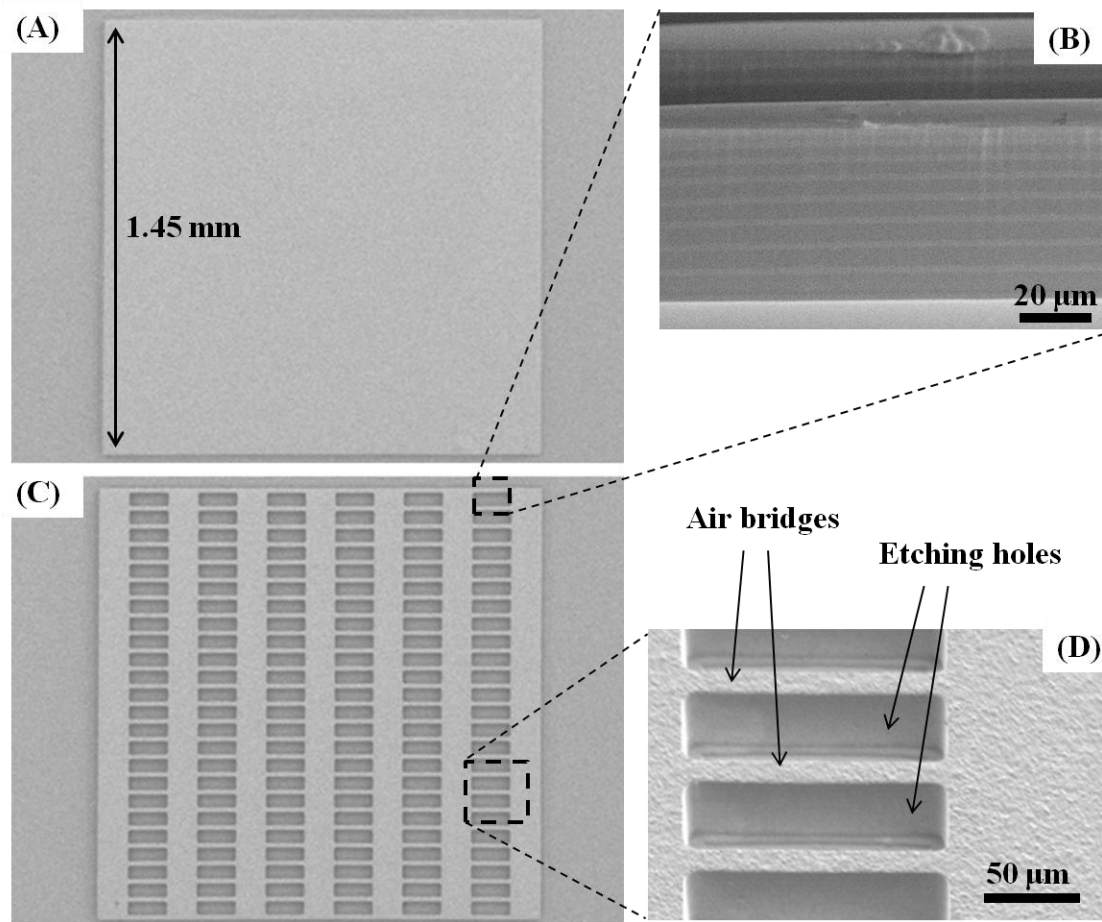 (A)
(B)
1.45 mm
20 μm
(C)
Air bridges
Etching holes
(D)
50 μm